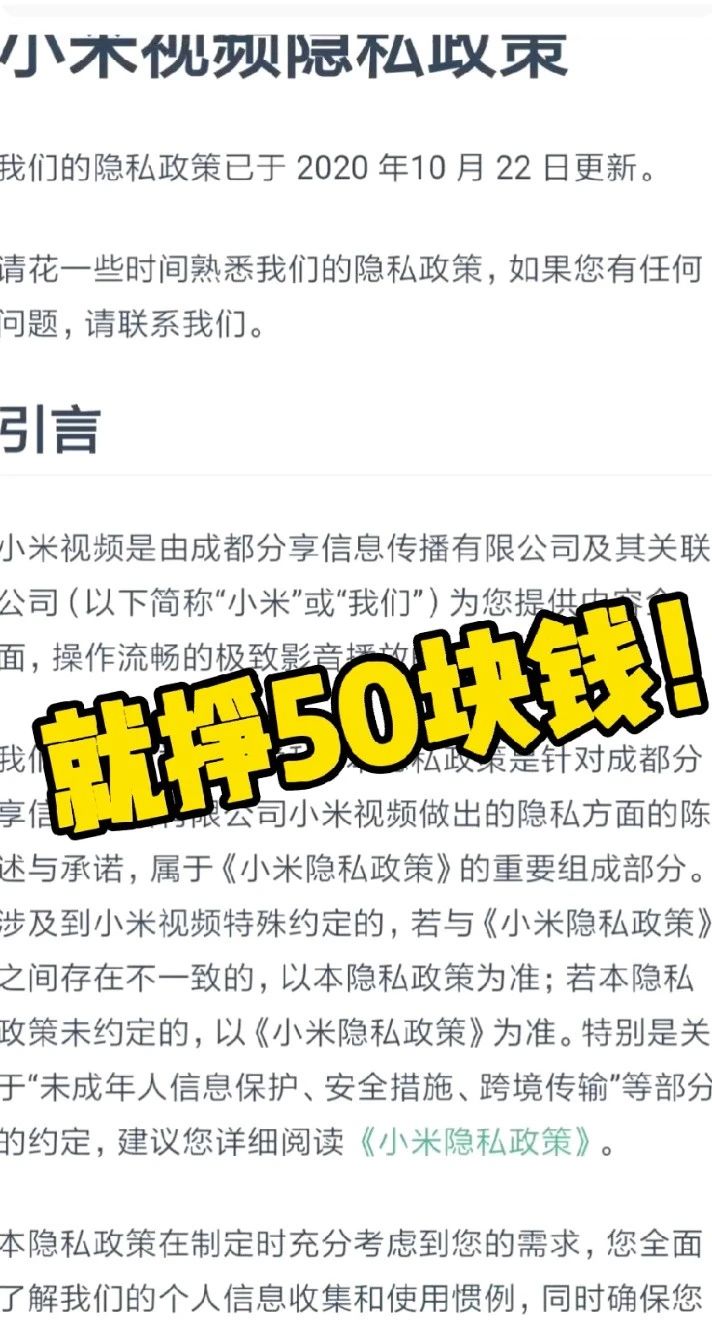 小米视频隐私政策
我们的隐私政策已于 2020 年10 月 22 日更新。
请花一些时间熟悉我们的隐私政策，如果您有任何
问题，请联系我们。
引言
小米视频是由成都分享信息传播有限公司及其关联
公司（以下简称“小米”或“我们”）为您提供内容全
面，操作流畅的极致影音播放
就挣50块钱！
我们 私政策是针对成都分
享信 有限公司小米视频做出的隐私方面的陈
述与承诺，属于《小米隐私政策》的重要组成部分。
涉及到小米视频特殊约定的，若与《小米隐私政策》
之间存在不一致的，以本隐私政策为准；若本隐私
政策未约定的，以《小米隐私政策》为准。特别是关
于“未成年人信息保护、安全措施、跨境传输”等部分
的约定，建议您详细阅读《小米隐私政策》。
本隐私政策在制定时充分考虑到您的需求，您全面
了解我们的个人信息收集和使用惯例，同时确保您